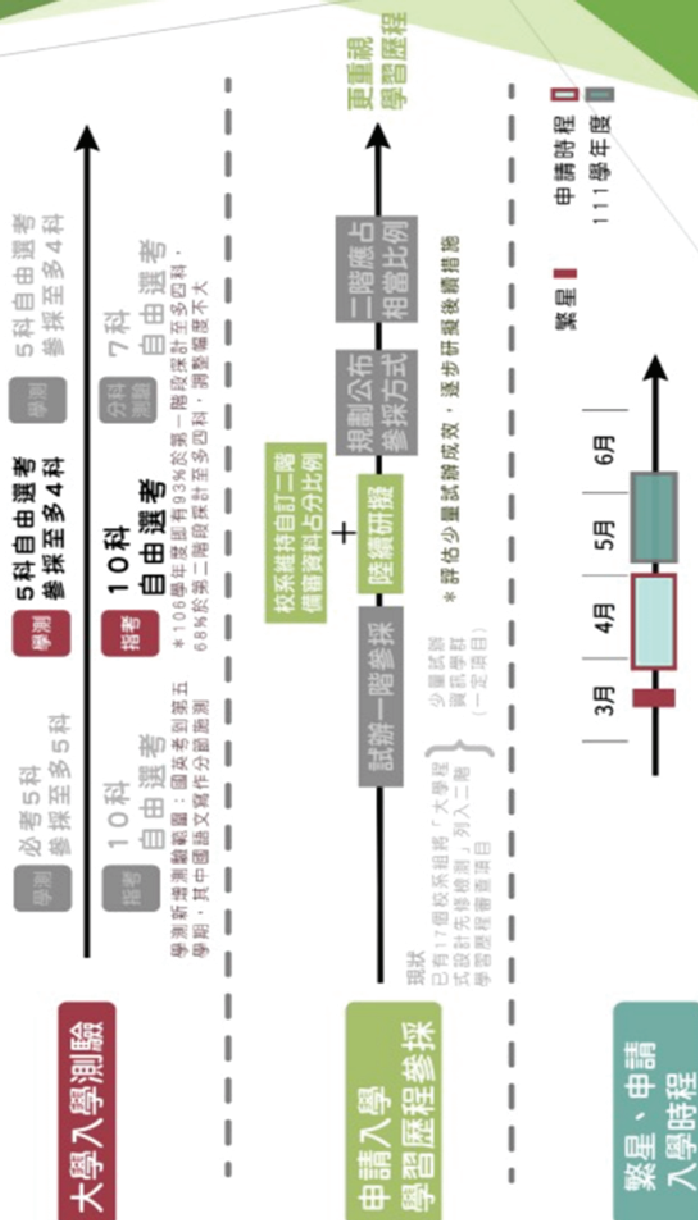 大學入學測驗
學測
必考5科
參採至多5科
指考
10科
自由選考
學測新增測驗範圍：國英考到第五
學期，其中國語文寫作分節施測
學測
5科自由選考
參採至多4科
指考
10科
自由選考
*106學年度即有93%於第一階段採計至多四科，
68%於第二階段採計至多四科，調整幅度不大
學測
5科自由選考
參採至多4科
分科
測驗
7科
自由選考
申請入學
學習歷程參採
現狀
已有17個校系組將「大學程
式設計先修檢測」列入二階
學習歷程審查項目
少量試辦
資訊學群
(一定項目)
試辦一階參採
校系維持自訂二階
備審資料占分比例
+
陸續研擬
規劃公布
參採方式
二階應占
相當比例
更重視
學習歷程
*評估少量試辦成效，逐步研擬後續措施
繁星、申請
入學時程
3月
4月
5月
6月
繁星
申請時程
111學年度